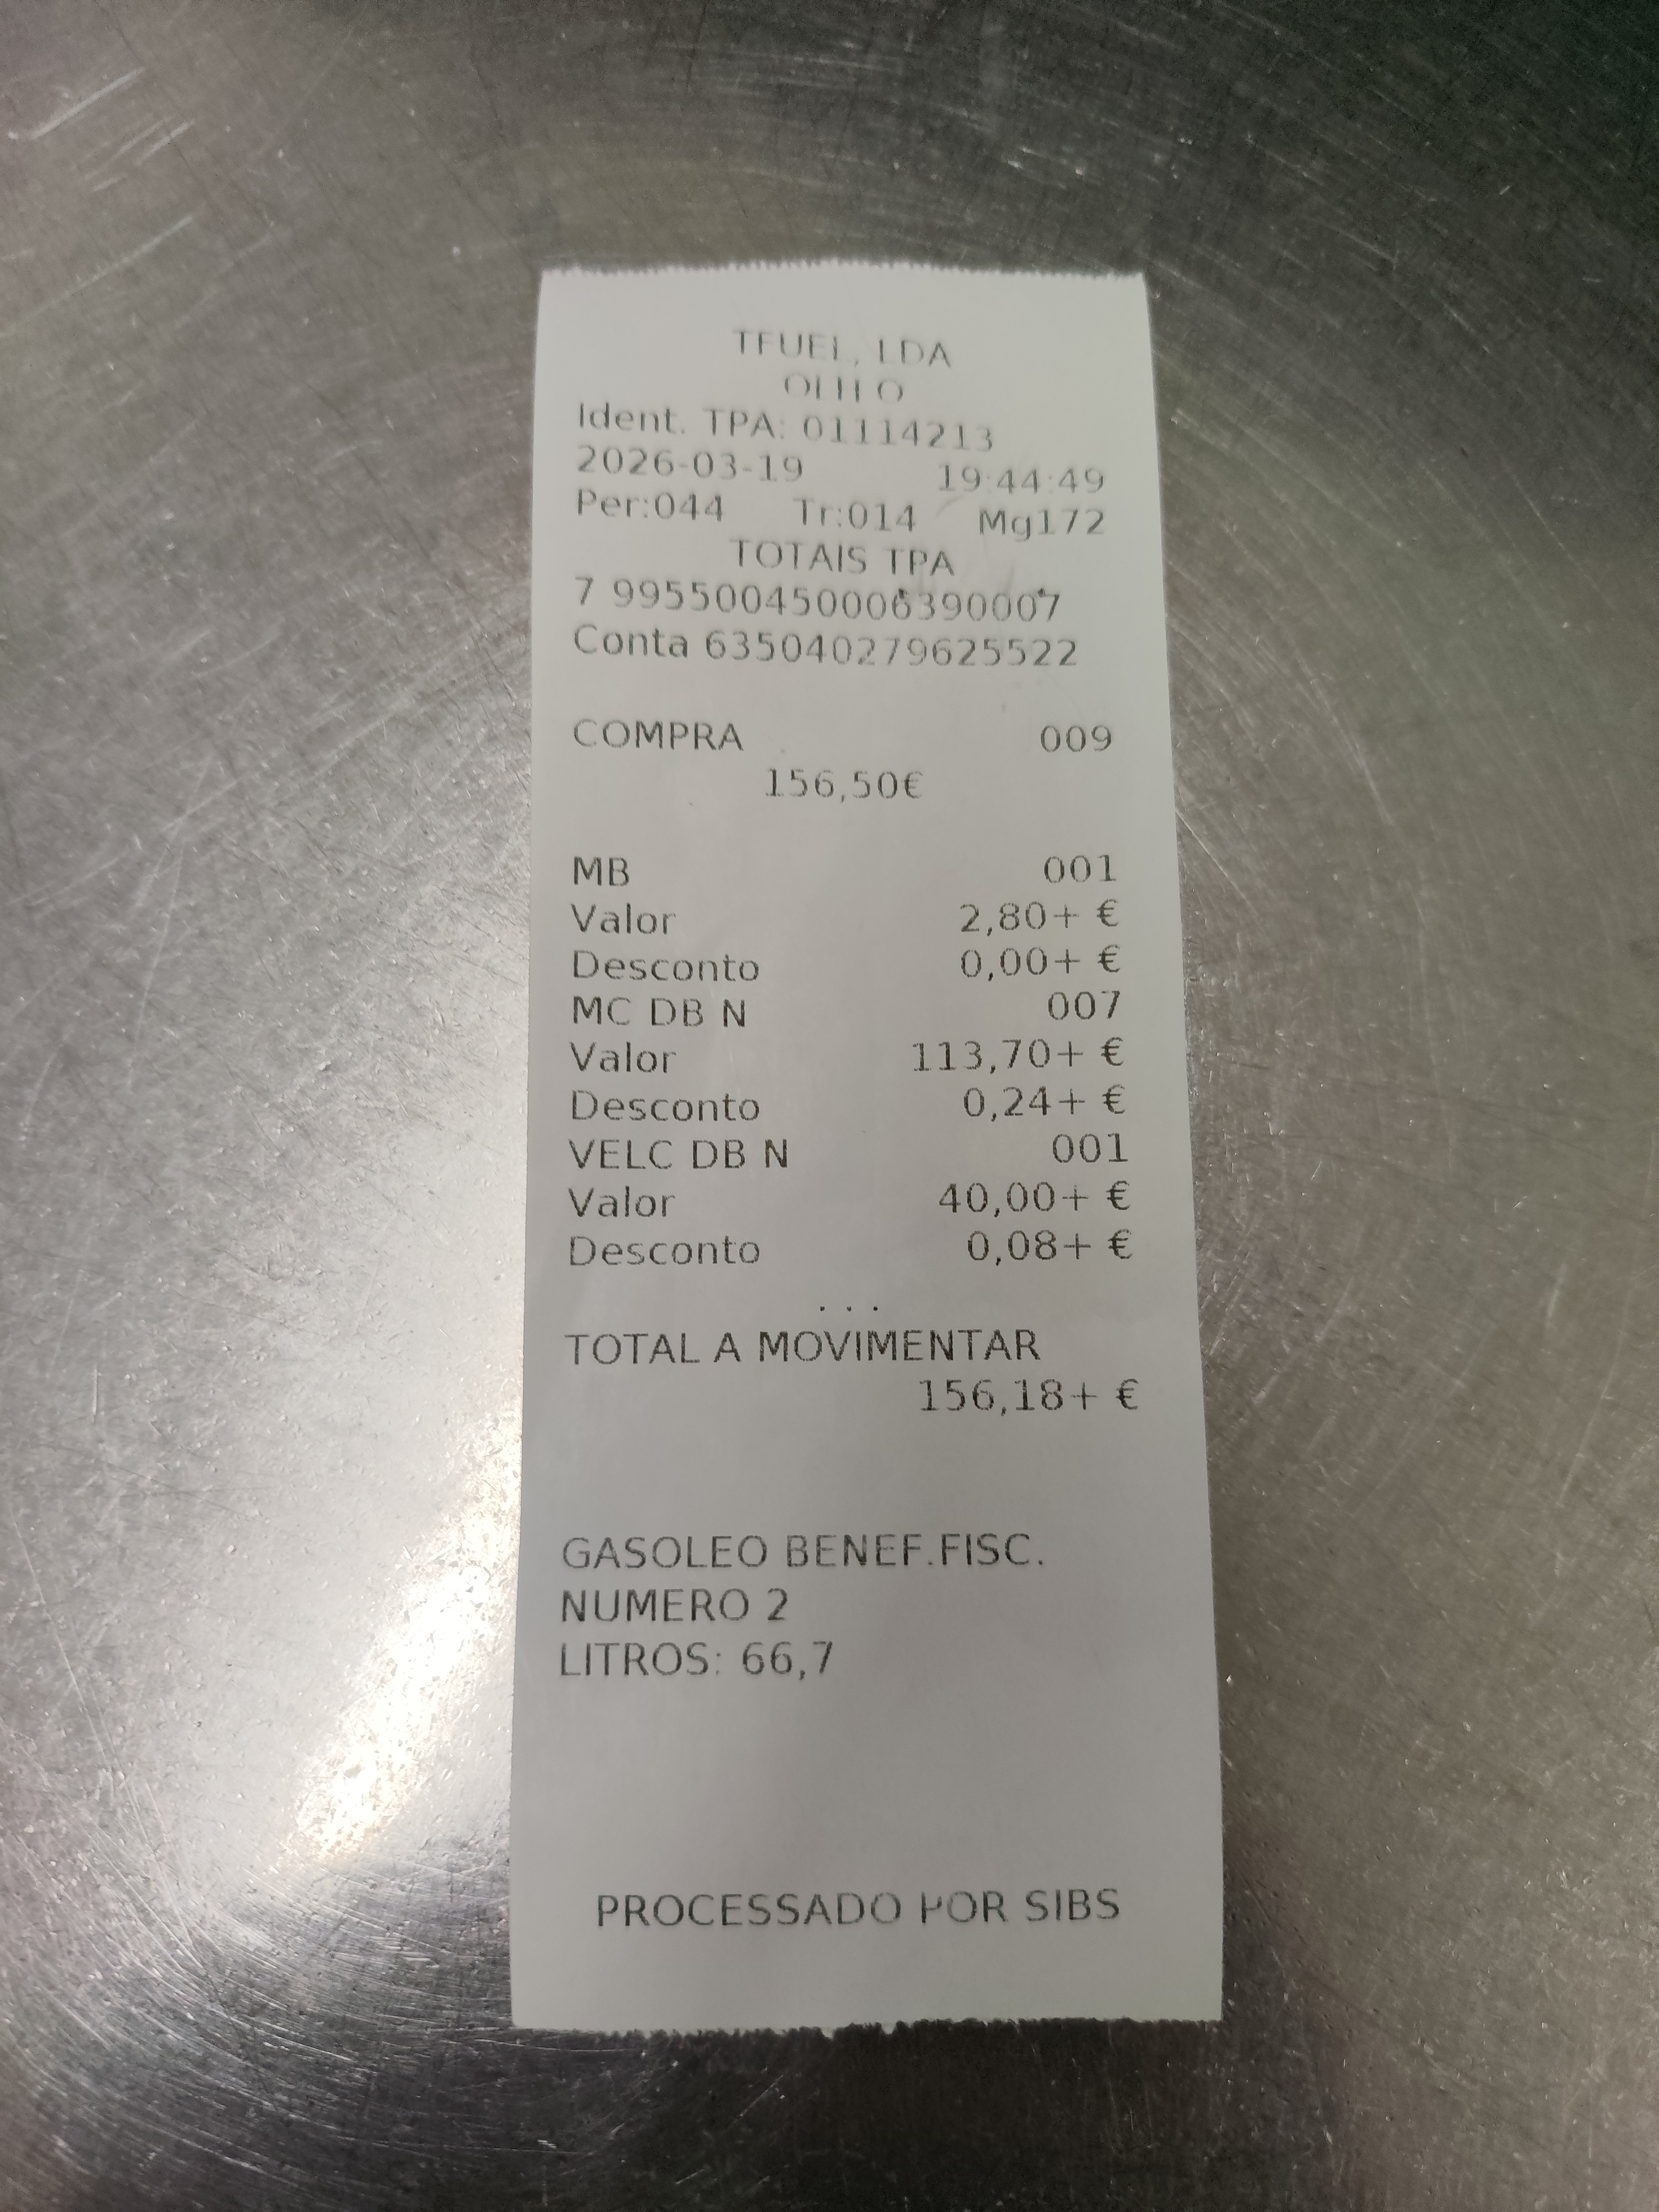 TFUEL, LDA
Ident. TPA: 01114213
2026-03-19 19:44:49
Per:044 Tr:014 Mg172
TOTAIS TPA
7 995500450006390007
Conta 635040279625522
COMPRA 009
156,50€
MB 001
Valor 2,80+ €
Desconto 0,00+ €
MC DB N 007
Valor 113,70+ €
Desconto 0,24+ €
VELC DB N 001
Valor 40,00+ €
Desconto 0,08+ €
...
TOTAL A MOVIMENTAR
156,18+ €
GASOLEO BENEF.FISC.
NUMERO 2
LITROS: 66,7
PROCESSADO POR SIBS